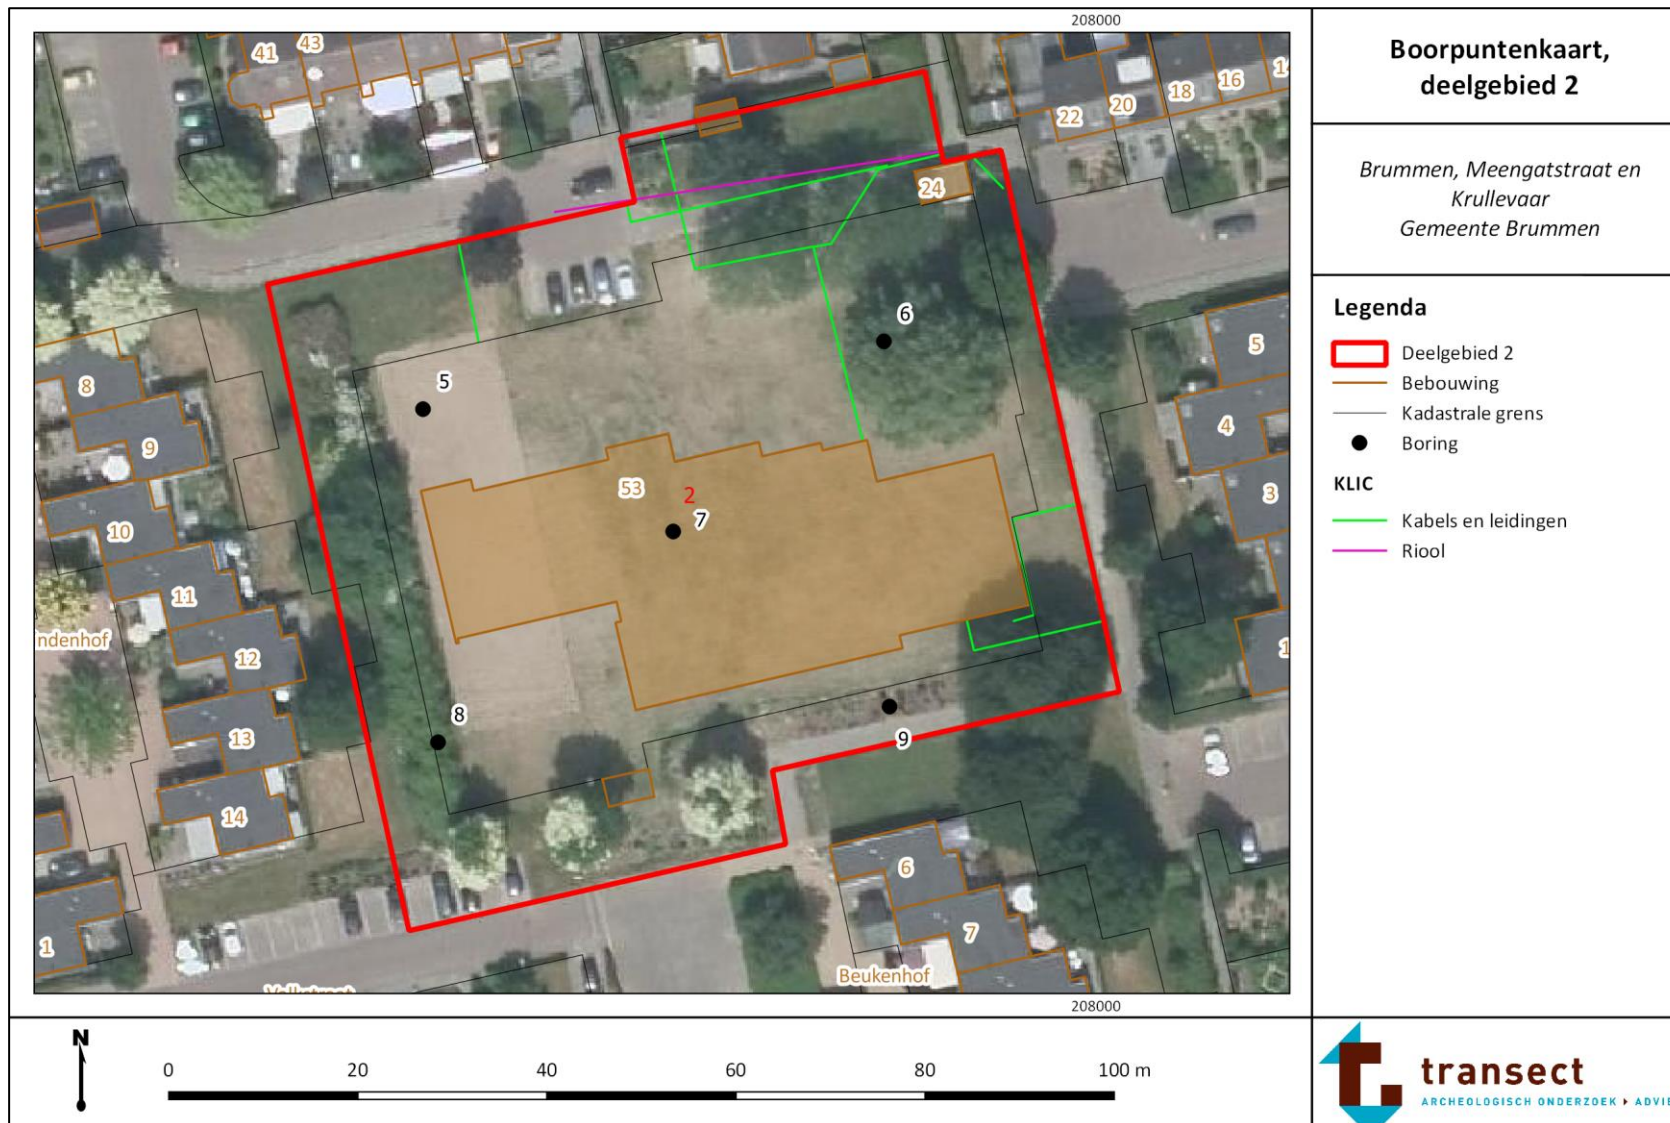 208000
Boorpuntenkaart,
deelgebied 2
Brummen, Meengatstraat en
Krullevaar
Gemeente Brummen
Legenda
Deelgebied 2
Bebouwing
Kadastrale grens
Boring
KLIC
Kabels en leidingen
Riool
41
43
22
20
18
16
24
6
5
5
8
4
9
53
2
3
7
10
11
12
8
13
9
14
6
1
7
Beukenhof
208000
N
0
20
40
60
80
100 m
transect
ARCHEOLOGISCH ONDERZOEK